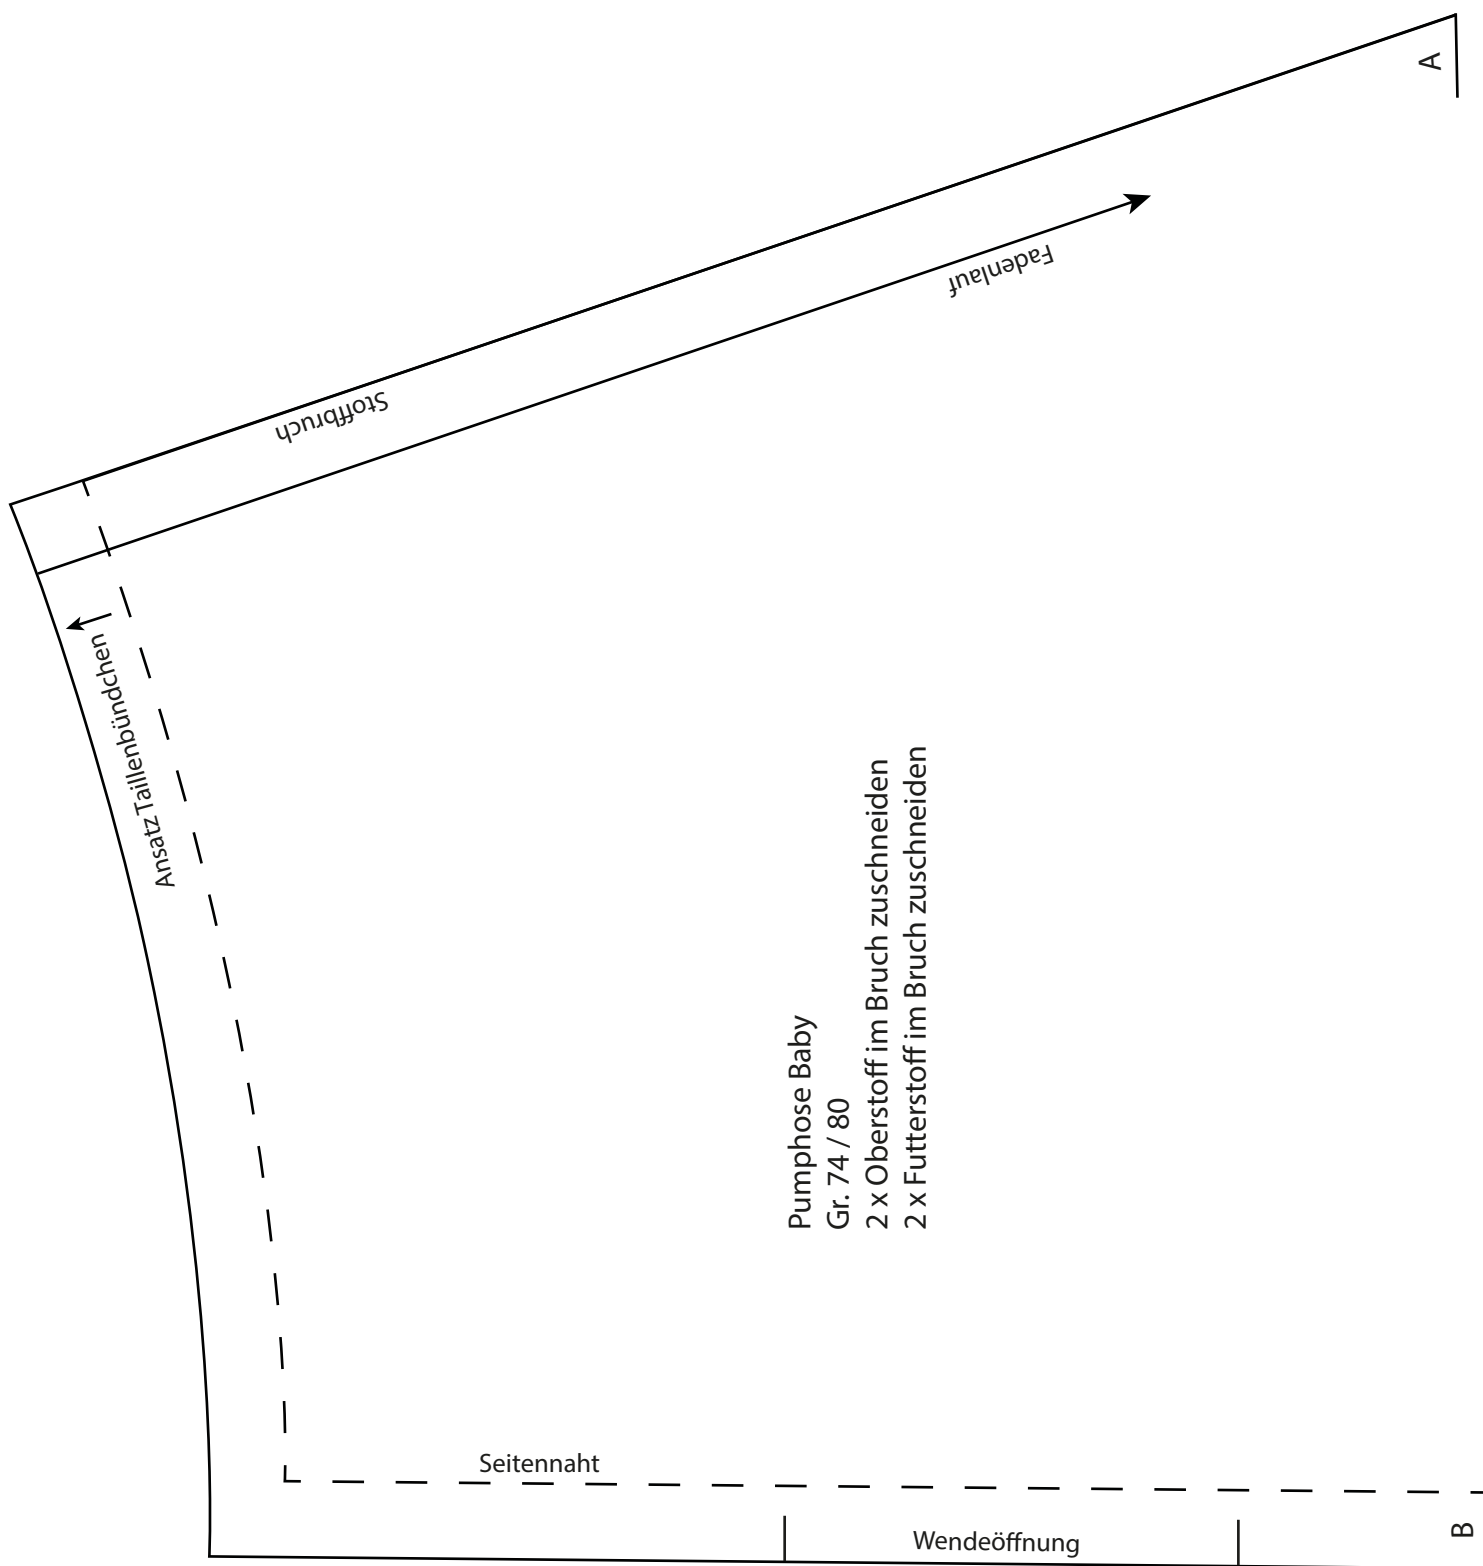 A
Fadenlauf
Stoffbruch
Ansatz Taillenbündchen
Pumphose Baby
Gr. 74 / 80
2 x Oberstoff im Bruch zuschneiden
2 x Futterstoff im Bruch zuschneiden
Seitennaht
Wendeöffnung
B